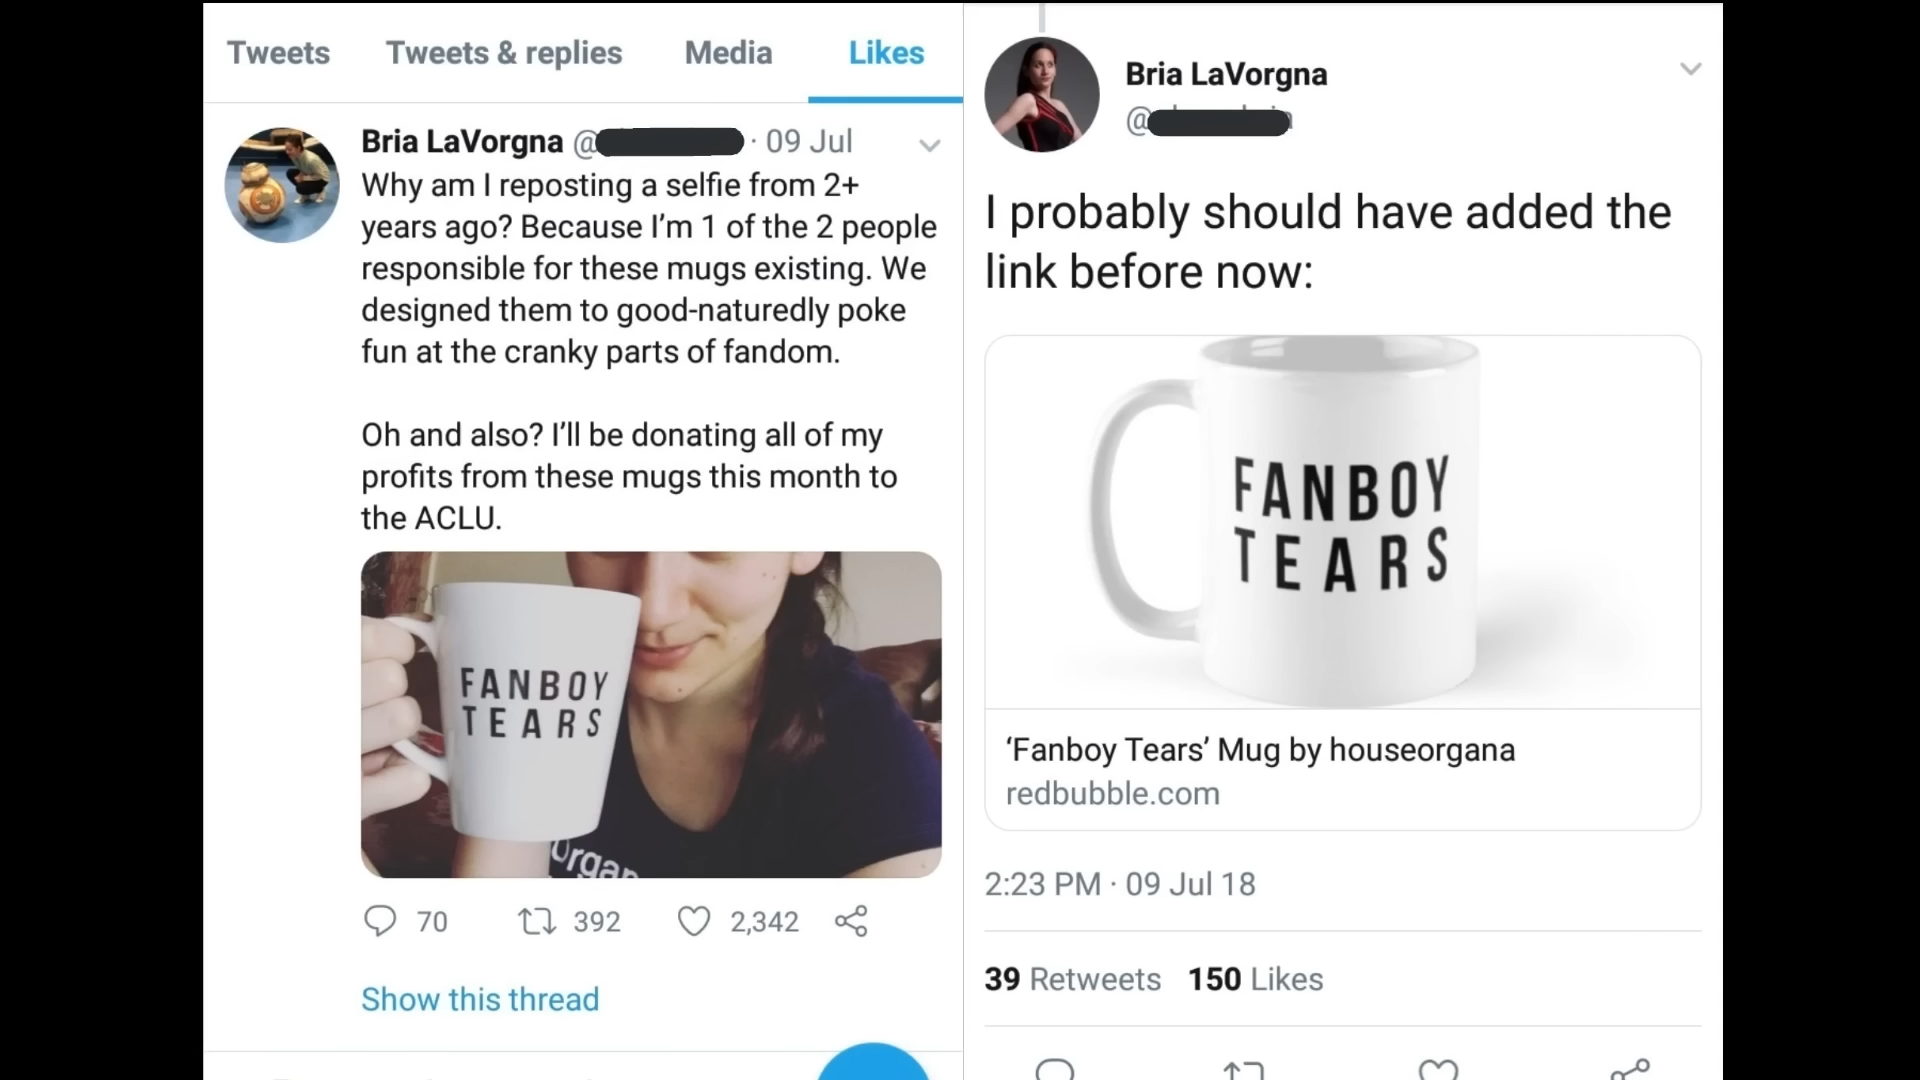 Tweets Tweets & replies Media Likes
Bria LaVorgna @ · 09 Jul
Why am I reposting a selfie from 2+
years ago? Because I'm 1 of the 2 people
responsible for these mugs existing. We
designed them to good-naturedly poke
fun at the cranky parts of fandom.
Oh and also? I'll be donating all of my
profits from these mugs this month to
the ACLU.
FANBOY
TEARS
Organ
70 392 2,342
Show this thread
Bria LaVorgna
@
I probably should have added the
link before now:
FANBOY
TEARS
'Fanboy Tears' Mug by houseorgana
redbubble.com
2:23 PM · 09 Jul 18
39 Retweets 150 Likes